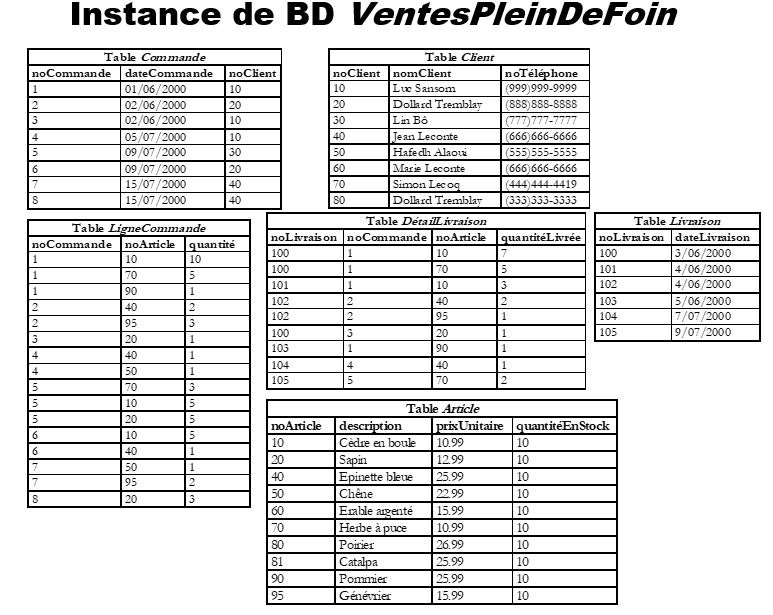 Instance de BD VentesPleinDeFoin
Table Commande
noCommande dateCommande noClient
1 01/06/2000 10
2 02/06/2000 20
3 02/06/2000 10
4 05/07/2000 10
5 09/07/2000 30
6 09/07/2000 20
7 15/07/2000 40
8 15/07/2000 40
Table Client
noClient nomClient noTéléphone
10 Luc Sansom (999)999-9999
20 Dollard Tremblay (888)888-8888
30 Lin Bô (777)777-7777
40 Jean Leconte (666)666-6666
50 Hafedh Alaoui (555)555-5555
60 Marie Leconte (666)666-6666
70 Simon Lecoq (444)444-4419
80 Dollard Tremblay (333)333-3333
Table LigneCommande
noCommande noArticle quantité
1 10 10
1 70 5
1 90 1
2 40 2
2 95 3
3 20 1
4 40 1
4 50 1
5 70 3
5 10 5
5 20 5
6 10 5
6 40 1
7 50 1
7 95 2
8 20 3
Table DétailLivraison
noLivraison noCommande noArticle quantitéLivrée
100 1 10 7
100 1 70 5
101 1 10 3
102 2 40 2
102 2 95 1
100 3 20 1
103 1 90 1
104 4 40 1
105 5 70 2
Table Livraison
noLivraison dateLivraison
100 3/06/2000
101 4/06/2000
102 4/06/2000
103 5/06/2000
104 7/07/2000
105 9/07/2000
Table Article
noArticle description prixUnitaire quantitéEnStock
10 Cèdre en boule 10.99 10
20 Sapin 12.99 10
40 Epinette bleue 25.99 10
50 Chêne 22.99 10
60 Erable argenté 15.99 10
70 Herbe à puce 10.99 10
80 Poirier 26.99 10
81 Catalpa 25.99 10
90 Pommier 25.99 10
95 Génévrier 15.99 10